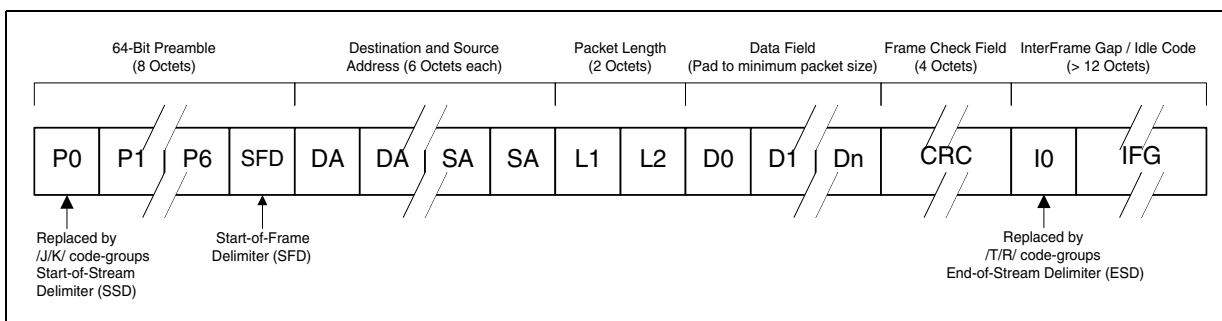 64-Bit Preamble
(8 Octets)
Destination and Source
Address (6 Octets each)
Packet Length
(2 Octets)
Data Field
(Pad to minimum packet size)
Frame Check Field
(4 Octets)
InterFrame Gap / Idle Code
(> 12 Octets)
P0 P1 P6 SFD DA DA SA SA L1 L2 D0 D1 Dn CRC I0 IFG
Replaced by
/J/K/ code-groups
Start-of-Stream
Delimiter (SSD)
Start-of-Frame
Delimiter (SFD)
Replaced by
/T/R/ code-groups
End-of-Stream Delimiter (ESD)